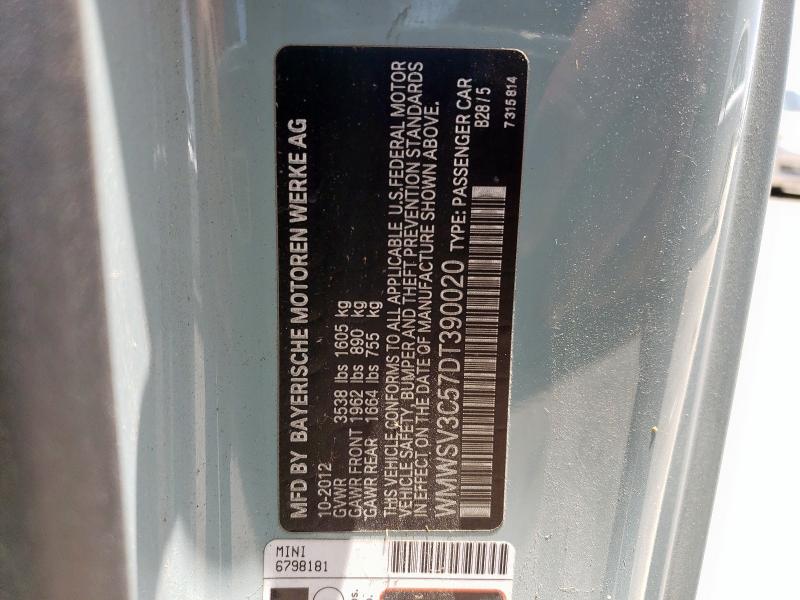 MFD BY BAYERISCHE MOTOREN WERKE AG
10-2012
GVWR 3538 lbs 1605 kg
GAWR FRONT 1962 lbs 890 kg
GAWR REAR 1664 lbs 755 kg
THIS VEHICLE CONFORMS TO ALL APPLICABLE U.S.FEDERAL MOTOR
VEHICLE SAFETY, BUMPER AND THEFT PREVENTION STANDARDS
IN EFFECT ON THE DATE OF MANUFACTURE SHOWN ABOVE.
WMWSV3C57DT390020 TYPE: PASSENGER CAR
B28/5
7315814
MINI
6798181